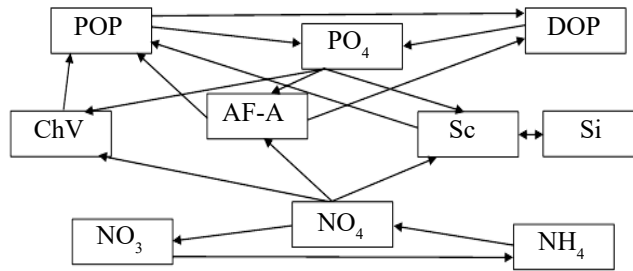 POP
PO₄
DOP
ChV
AF-A
Sc
Si
NO₃
NO₄
NH₄